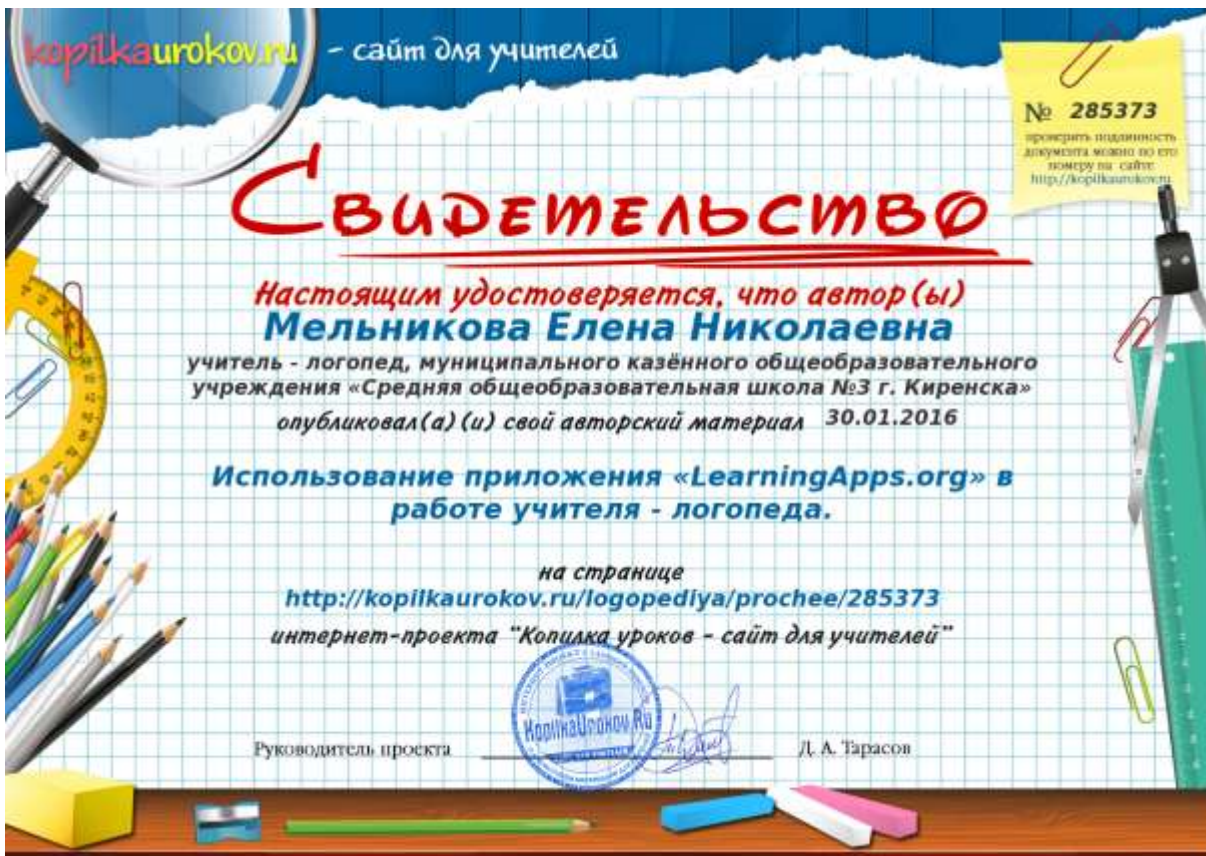 kopilkaurokov.ru - сайт для учителей
№ 285373
проверить подлинность
документа можно по его
номеру на сайте
http://kopilkaurokov.ru
Свидетельство
Настоящим удостоверяется, что автор(ы)
Мельникова Елена Николаевна
учитель - логопед, муниципального казённого общеобразовательного
учреждения «Средняя общеобразовательная школа №3 г. Киренска»
опубликовал(а)(и) свой авторский материал 30.01.2016
Использование приложения «LearningApps.org» в
работе учителя - логопеда.
на странице
http://kopilkaurokov.ru/logopediya/prochee/285373
интернет-проекта "Копилка уроков - сайт для учителей"
KopilkaUrokov.Ru
Руководитель проекта Д. А. Тарасов